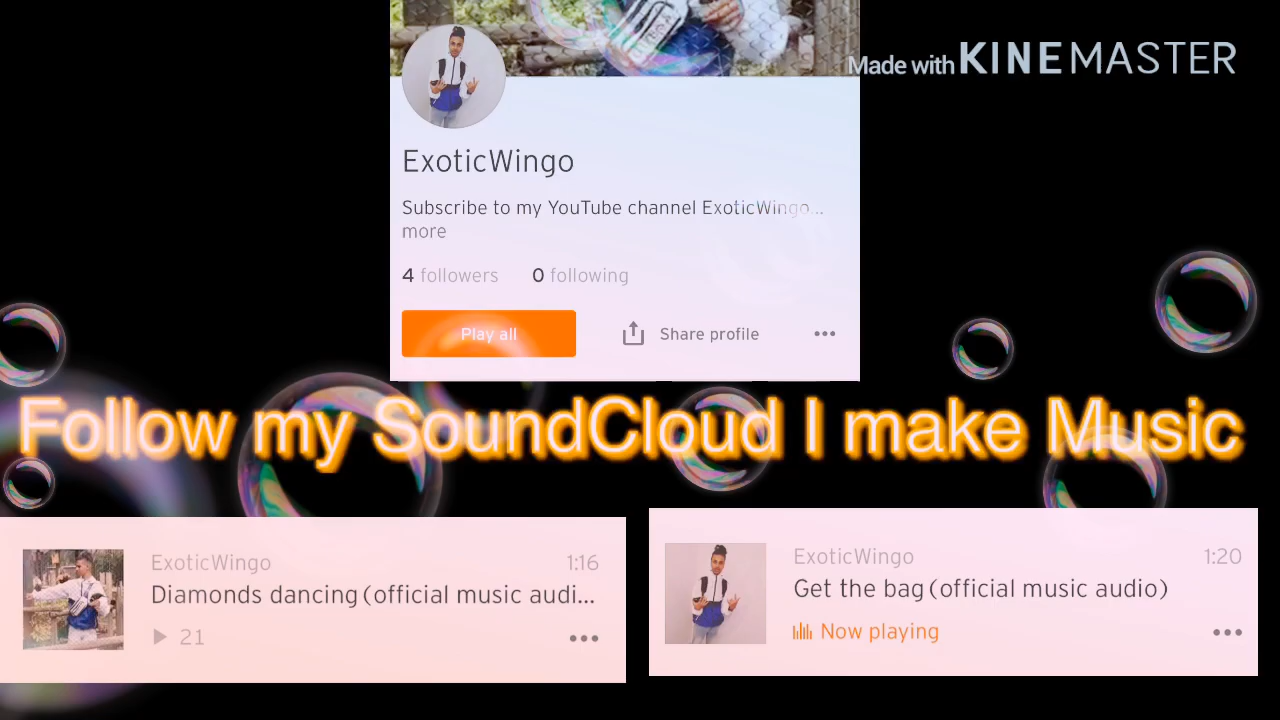 Made with KINEMASTER
ExoticWingo
Subscribe to my YouTube channel ExoticWingo...
more
4 followers 0 following
Play all Share profile
Follow my SoundCloud I make Music
ExoticWingo 1:16
Diamonds dancing (official music audi...
21
ExoticWingo 1:20
Get the bag (official music audio)
Now playing